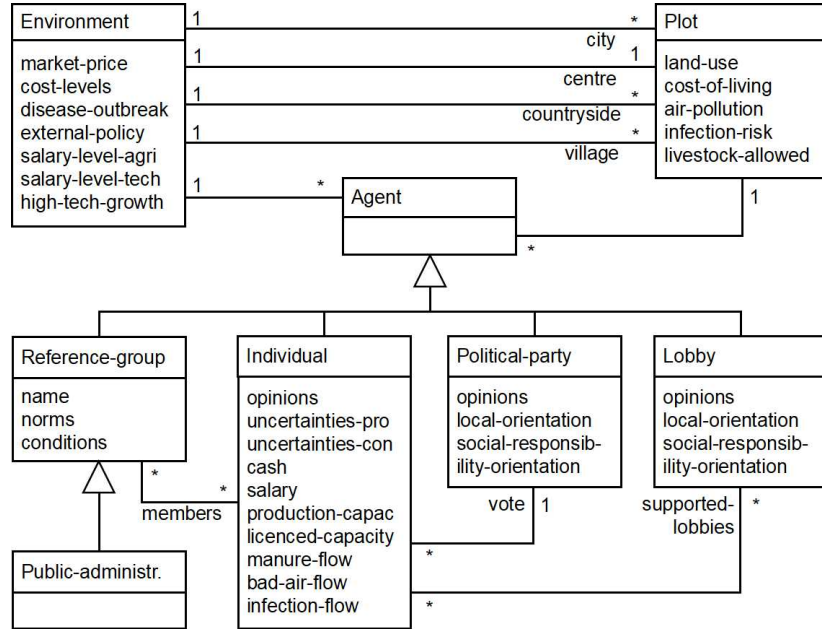 Environment
market-price
cost-levels
disease-outbreak
external-policy
salary-level-agri
salary-level-tech
high-tech-growth
1
*
city
1
1
centre
1
*
countryside
1
*
village
1
*
Plot
land-use
cost-of-living
air-pollution
infection-risk
livestock-allowed
1
*
Agent
Reference-group
name
norms
conditions
*
*
members
Public-administr.
Individual
opinions
uncertainties-pro
uncertainties-con
cash
salary
production-capac
licenced-capacity
manure-flow
bad-air-flow
infection-flow
Political-party
opinions
local-orientation
social-responsib-
ility-orientation
vote
1
*
Lobby
opinions
local-orientation
social-responsib-
ility-orientation
supported-
lobbies
*
*